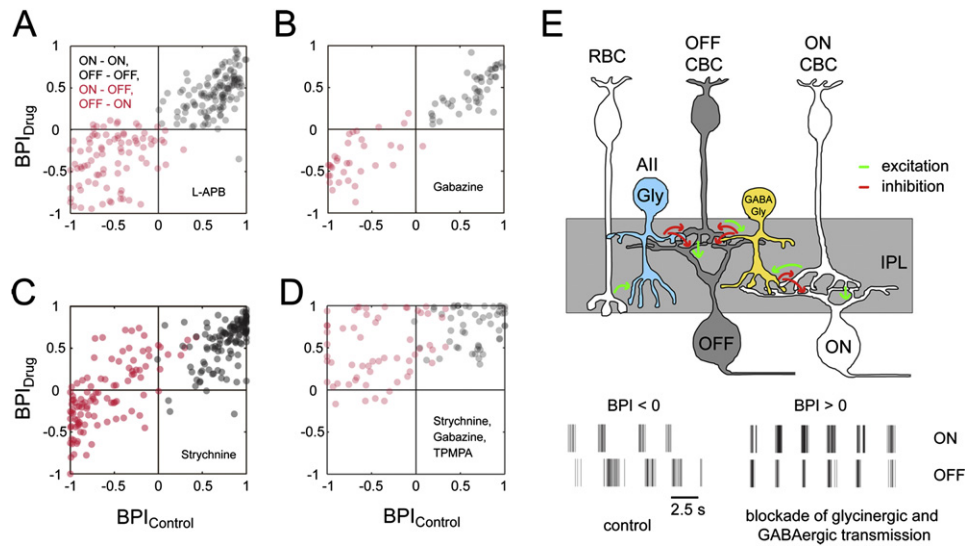 A
ON - ON,
OFF - OFF,
ON - OFF,
OFF - ON
1
0.5
0
-0.5
-1
BPIDrug
L-APB
-1
-0.5
0
0.5
1
B
1
0.5
0
-0.5
-1
Gabazine
-1
-0.5
0
0.5
1
C
1
0.5
0
0.5
1
BPIDrug
Strychnine
-1
-0.5
0
0.5
1
BPIControl
D
1
0.5
0
0.5
1
Strychnine,
Gabazine,
TPMPA
-1
-0.5
0
0.5
1
BPIControl
E
RBC
OFF
CBC
ON
CBC
excitation
inhibition
AII
Gly
GABA
Gly
IPL
OFF
ON
BPI < 0
BPI > 0
ON
OFF
2.5 s
control
blockade of glycinergic and
GABAergic transmission